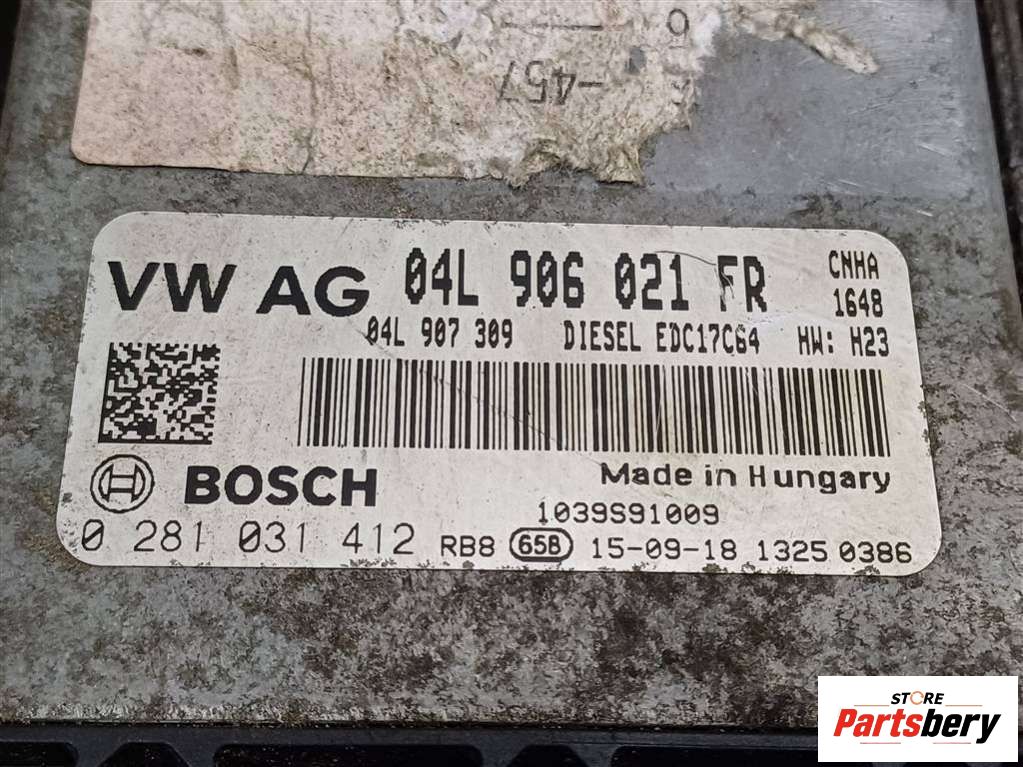 -457
VW AG 04L 906 021 FR CNHA
1648
04L 907 309 DIESEL EDC17C64 HW: H23
BOSCH Made in Hungary
1039S91009
0 281 031 412 RB8 65B 15-09-18 1325 0386
STORE
Partsbery